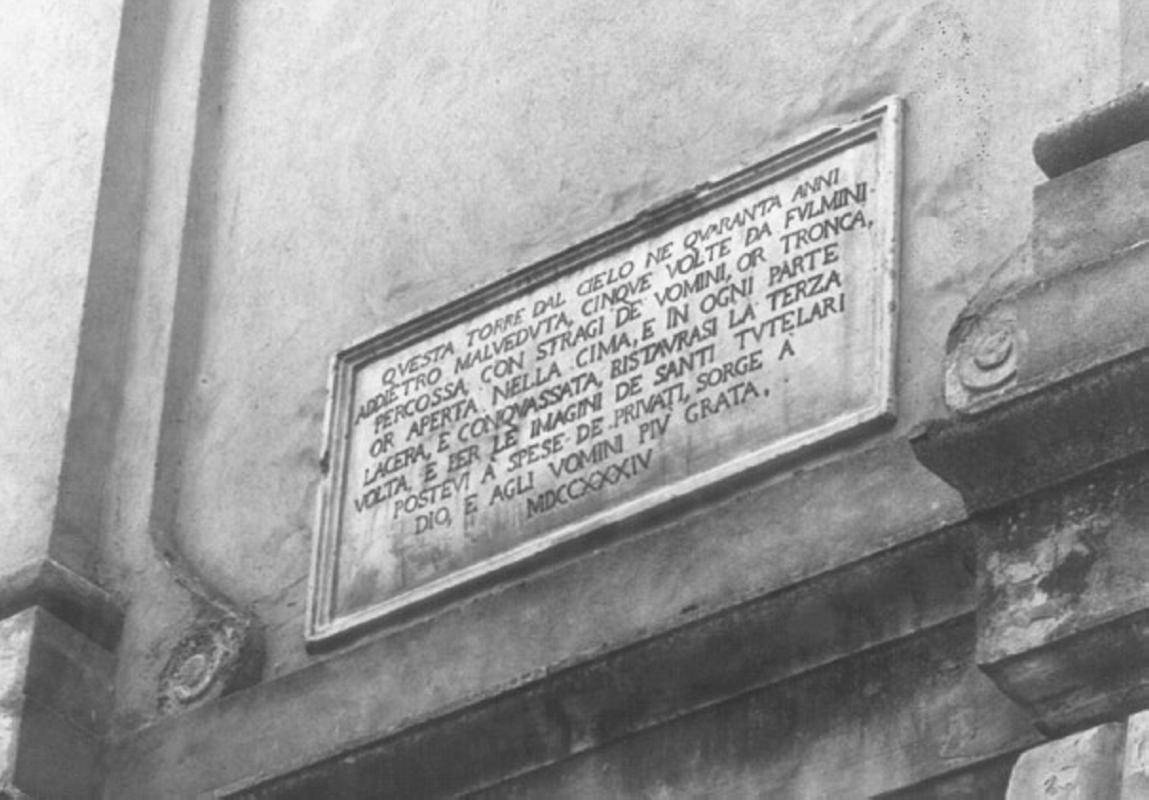 QVESTA TORRE DAL CIELO NE QVARANTA ANNI
ADDIETRO MALVEDVTA, CINQVE VOLTE DA FVLMINI
PERCOSSA, CON STRAGI DE' VOMINI, OR TRONCA,
OR APERTA NELLA CIMA, E IN OGNI PARTE
LACERA, E CONQVASSATA, RISTAVRASI LA TERZA
VOLTA, E PER LE IMAGINI DE SANTI TVTELARI
POSTEVI A SPESE DE PRIVATI, SORGE A
DIO, E AGLI VOMINI PIV GRATA,
MDCCXXXIV